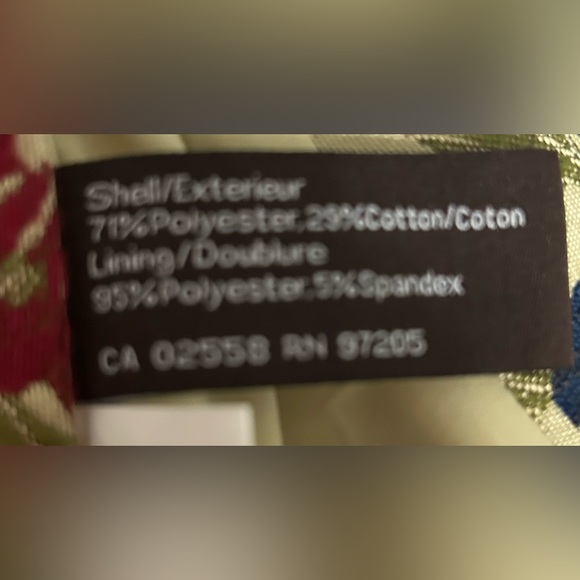 Shell/Exterieur
71%Polyester.29%Cotton/Coton
Lining/Doublure
95%Polyester.5%Spandex
CA 02558 RN 97205